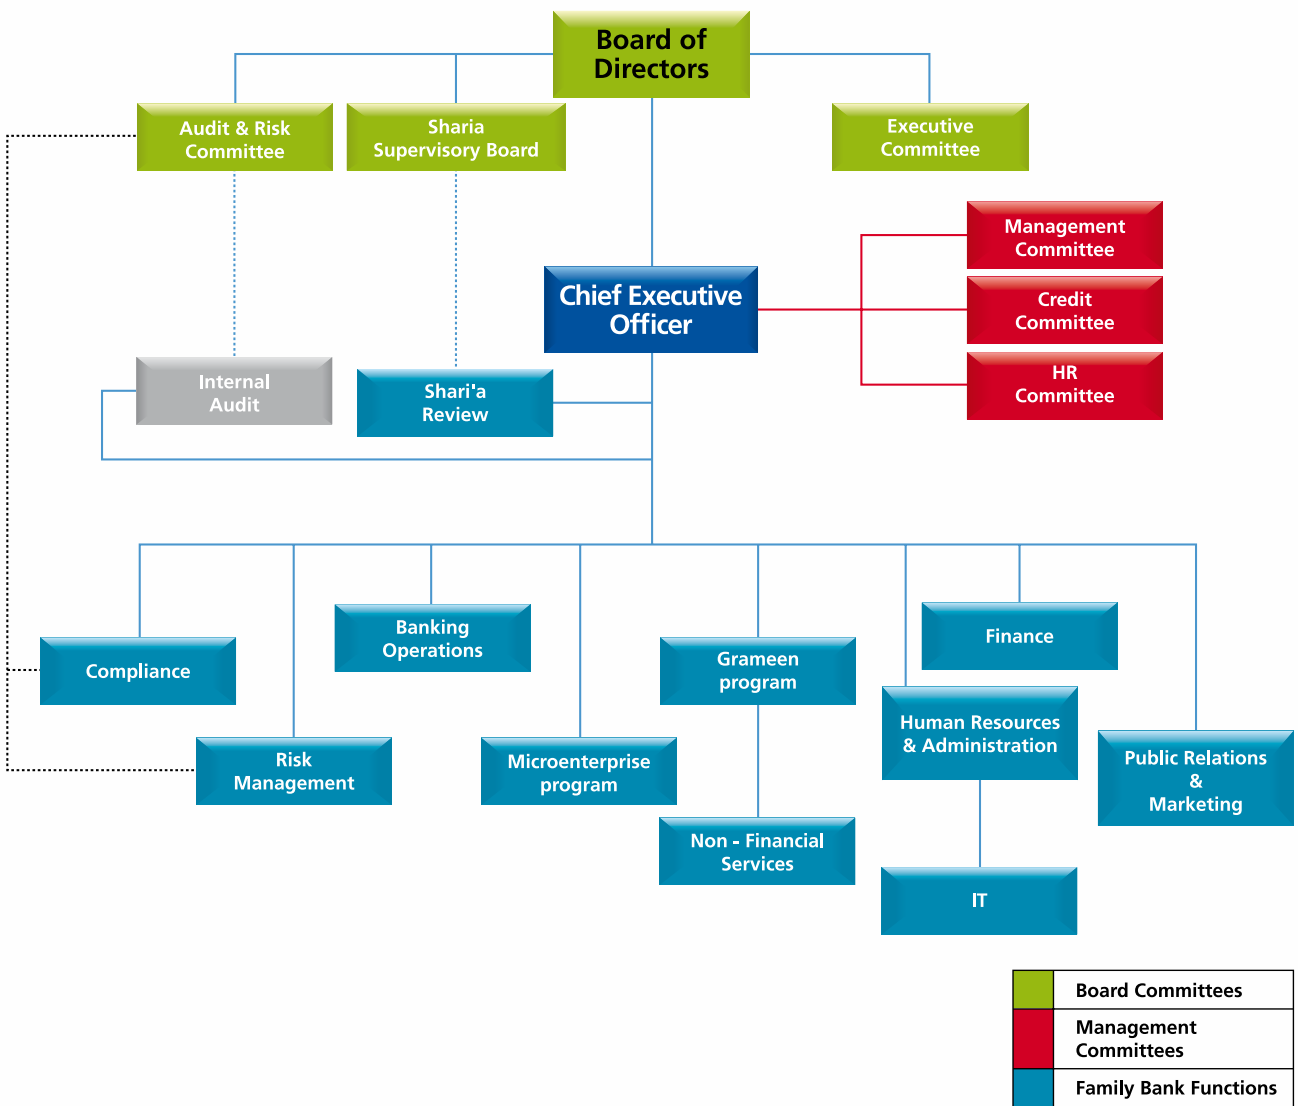 Board of
Directors
Audit & Risk
Committee
Sharia
Supervisory Board
Executive
Committee
Management
Committee
Chief Executive
Officer
Credit
Committee
HR
Committee
Internal
Audit
Shari'a
Review
Banking
Operations
Finance
Compliance
Grameen
program
Human Resources
& Administration
Risk
Management
Microenterprise
program
Public Relations
&
Marketing
Non - Financial
Services
IT
Board Committees
Management
Committees
Family Bank Functions